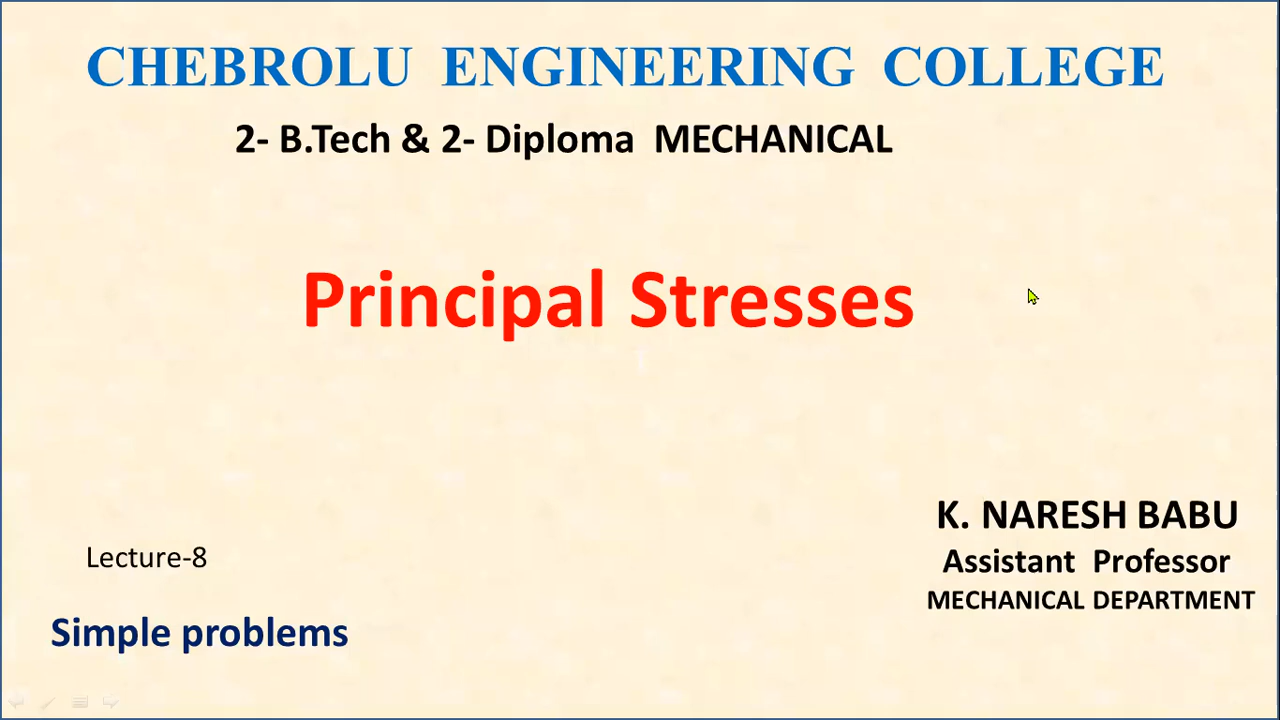 CHEBROLU ENGINEERING COLLEGE
2- B.Tech & 2- Diploma MECHANICAL
Principal Stresses
K. NARESH BABU
Assistant Professor
MECHANICAL DEPARTMENT
Lecture-8
Simple problems